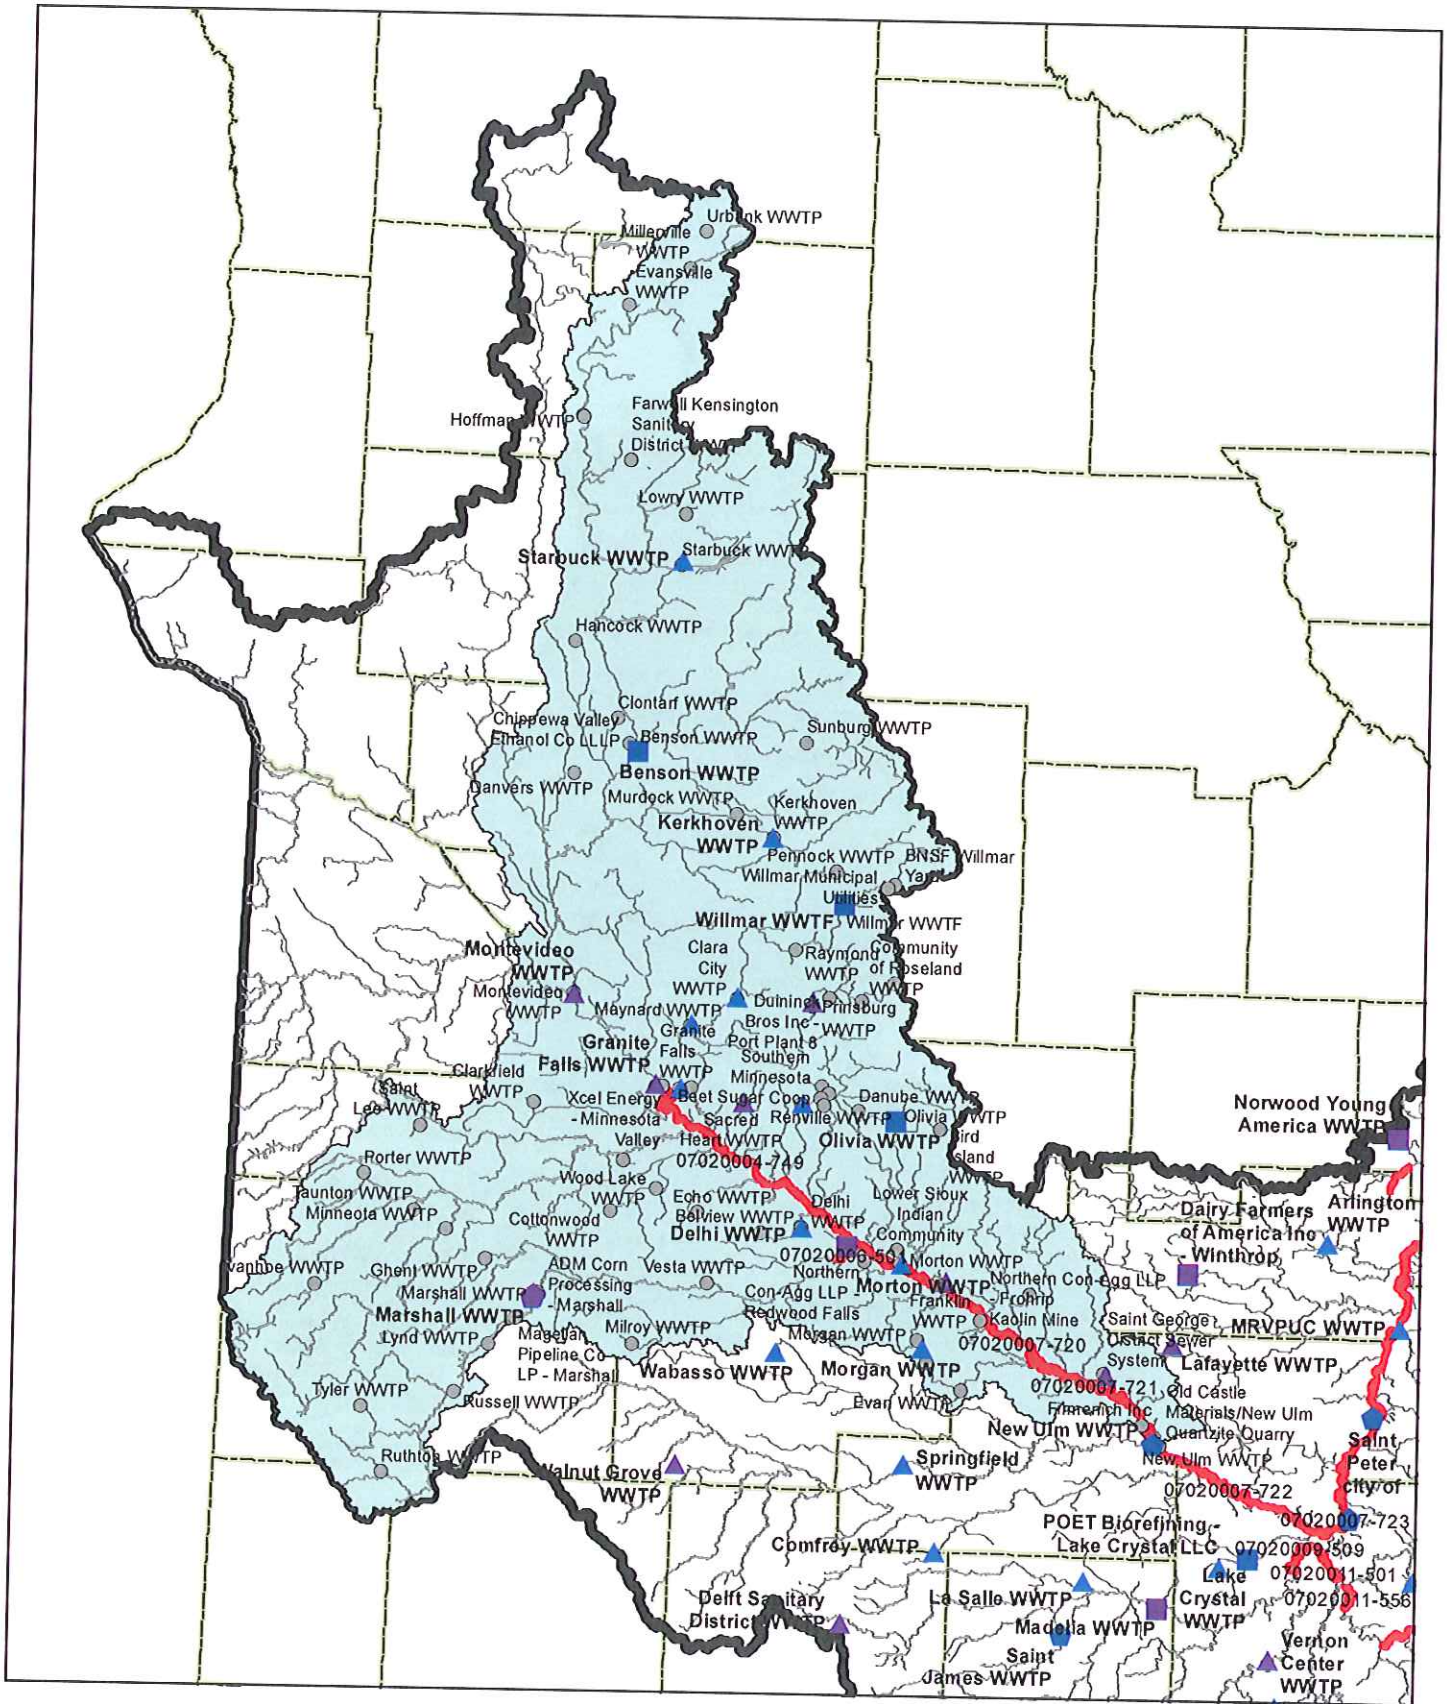 Urbank WWTP
Millerville
WWTP
Evansville
WWTP
Hoffman WWTP
Farwell Kensington
Sanitary
District WWTP
Lowry WWTP
Starbuck WWTP
Starbuck WWTP
Hancock WWTP
Clontarf WWTP
Chippewa Valley
Ethanol Co LLLP
Benson WWTP
Benson WWTP
Sunburg WWTP
Danvers WWTP
Murdock WWTP
Kerkhoven
WWTP
Kerkhoven
WWTP
Pennock WWTP
BNSF Willmar
Yard
Willmar Municipal
Utilities
Willmar WWTF
Willmar WWTF
Montevideo
WWTP
Montevideo
WWTP
Clara
City
WWTP
Raymond
WWTP
Community
of Roseland
WWTP
Maynard WWTP
Duininck
Bros Inc -
Port Plant 8
Prinsburg
WWTP
Granite
Falls WWTP
Granite
Falls
WWTP
Southern
Minnesota
Beet Sugar Coop
Clarkfield
WWTP
Saint
Leo WWTP
Xcel Energy
- Minnesota
Valley
Sacred
Heart WWTP
Renville WWTP
Danube WWTP
Olivia WWTP
Olivia WWTP
Bird
Island
WWTP
07020004-749
Porter WWTP
Taunton WWTP
Minneota WWTP
Wood Lake
WWTP
Echo WWTP
Belview WWTP
Delhi
WWTP
Delhi WWTP
Lower Sioux
Indian
Community
Cottonwood
WWTP
Ivanhoe WWTP
Ghent WWTP
ADM Corn
Processing
- Marshall
Vesta WWTP
07020006-50
Morton WWTP
Morton WWTP
Northern
Con-Agg LLP -
Redwood Falls
Northern Con-Agg LLP
- Frohrip
Marshall WWTP
Marshall WWTP
Franklin
WWTP
Kaolin Mine
Lynd WWTP
Magellan
Pipeline Co
LP - Marshall
Milroy WWTP
Morgan WWTP
Morgan WWTP
07020007-720
Wabasso WWTP
Saint George
District Sewer
System
Lafayette WWTP
MRVPUC WWTP
Norwood Young
America WWTP
Arlington
WWTP
Dairy Farmers
of America Inc
- Winthrop
Tyler WWTP
Russell WWTP
Evan WWTP
07020007-721
Firmenich Inc
Old Castle
Materials/New Ulm
Quartzite Quarry
New Ulm WWTP
New Ulm WWTP
Saint
Peter
city of
Ruthton WWTP
Walnut Grove
WWTP
Springfield
WWTP
07020007-722
07020007-723
POET Biorefining -
Lake Crystal LLC
07020009-509
07020011-501
07020011-556
Comfrey WWTP
Lake
Crystal
WWTP
La Salle WWTP
Madelia WWTP
Delft Sanitary
District WWTP
Saint
James WWTP
Vernon
Center
WWTP